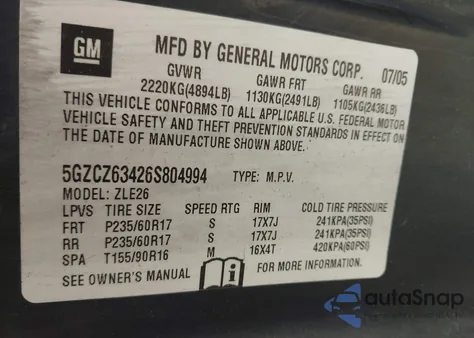 GM
MFD BY GENERAL MOTORS CORP. 07/05
GVWR GAWR FRT GAWR RR
2220KG(4894LB) 1130KG(2491LB) 1105KG(2436LB)
THIS VEHICLE CONFORMS TO ALL APPLICABLE U.S. FEDERAL MOTOR
VEHICLE SAFETY AND THEFT PREVENTION STANDARDS IN EFFECT ON
THE DATE OF MANUFACTURE SHOWN ABOVE.
5GZCZ63426S804994 TYPE: M.P.V.
MODEL: ZLE26
LPVS TIRE SIZE SPEED RTG RIM COLD TIRE PRESSURE
FRT P235/60R17 S 17X7J 241KPA(35PSI)
RR P235/60R17 S 17X7J 241KPA(35PSI)
SPA T155/90R16 M 16X4T 420KPA(60PSI)
SEE OWNER'S MANUAL FOR MORE INFORMATION.
autoSnap